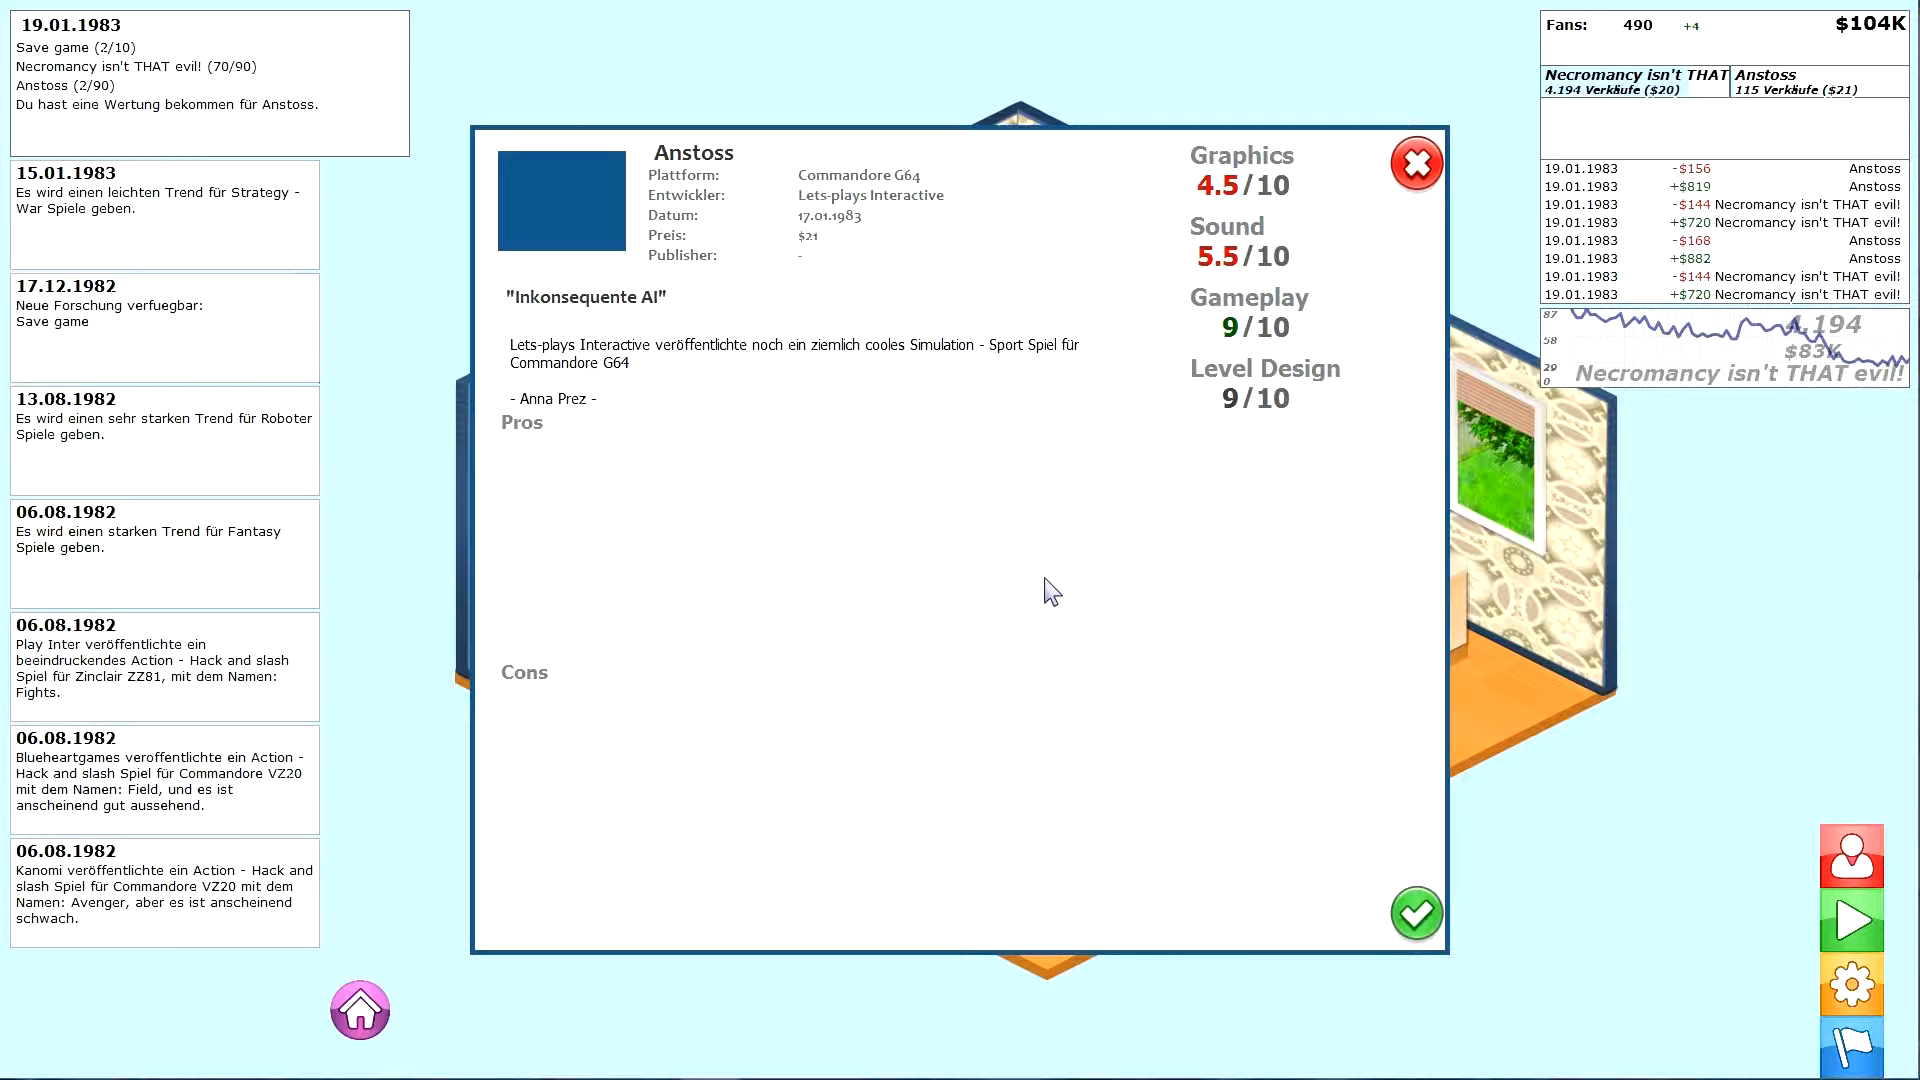 19.01.1983
Save game (2/10)
Necromancy isn't THAT evil! (70/90)
Anstoss (2/90)
Du hast eine Wertung bekommen für Anstoss.
15.01.1983
Es wird einen leichten Trend für Strategy -
War Spiele geben.
17.12.1982
Neue Forschung verfuegbar:
Save game
13.08.1982
Es wird einen sehr starken Trend für Roboter
Spiele geben.
06.08.1982
Es wird einen starken Trend für Fantasy
Spiele geben.
06.08.1982
Play Inter veröffentlichte ein
beeindruckendes Action - Hack and slash
Spiel für Zinclair ZZ81, mit dem Namen:
Fights.
06.08.1982
Blueheartgames veroffentlichte ein Action -
Hack and slash Spiel für Commandore VZ20
mit dem Namen: Field, und es ist
anscheinend gut aussehend.
06.08.1982
Kanomi veröffentlichte ein Action - Hack and
slash Spiel für Commandore VZ20 mit dem
Namen: Avenger, aber es ist anscheinend
schwach.
Anstoss
Plattform: Commandore G64
Entwickler: Lets-plays Interactive
Datum: 17.01.1983
Preis: $21
Publisher: -
"Inkonsequente AI"
Lets-plays Interactive veröffentlichte noch ein ziemlich cooles Simulation - Sport Spiel für
Commandore G64
- Anna Prez -
Pros
Cons
Graphics
4.5/10
Sound
5.5/10
Gameplay
9/10
Level Design
9/10
Fans: 490 +4 $104K
Necromancy isn't THAT Anstoss
4.194 Verkäufe ($20) 115 Verkäufe ($21)
19.01.1983 -$156 Anstoss
19.01.1983 +$819 Anstoss
19.01.1983 -$144 Necromancy isn't THAT evil!
19.01.1983 +$720 Necromancy isn't THAT evil!
19.01.1983 -$168 Anstoss
19.01.1983 +$882 Anstoss
19.01.1983 -$144 Necromancy isn't THAT evil!
19.01.1983 +$720 Necromancy isn't THAT evil!
87
4.194
58
$83K
29
Necromancy isn't THAT evil!
0